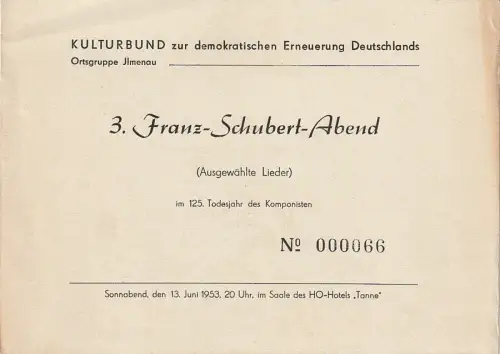 KULTURBUND zur demokratischen Erneuerung Deutschlands
Ortsgruppe Jlmenau
3. Franz-Schubert-Abend
(Ausgewählte Lieder)
im 125. Todesjahr des Komponisten
Nº 000066
Sonnabend, den 13. Juni 1953, 20 Uhr, im Saale des HO-Hotels „Tanne"